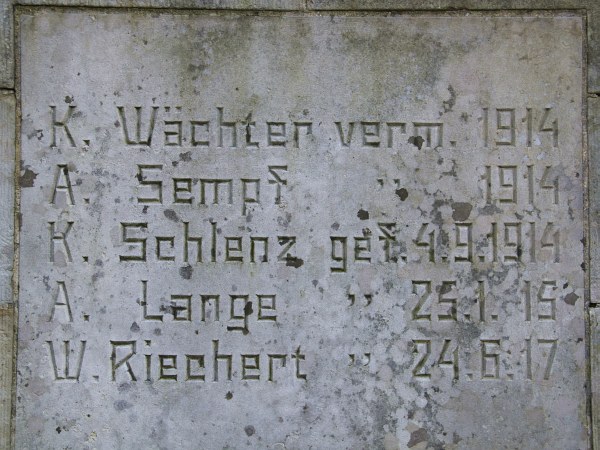 K. Wächter verm. 1914
A. Sempf " 1914
K. Schlenz gef. 4.9.1914
A. Lange " 25.1. 15
W. Riechert " 24.6.17